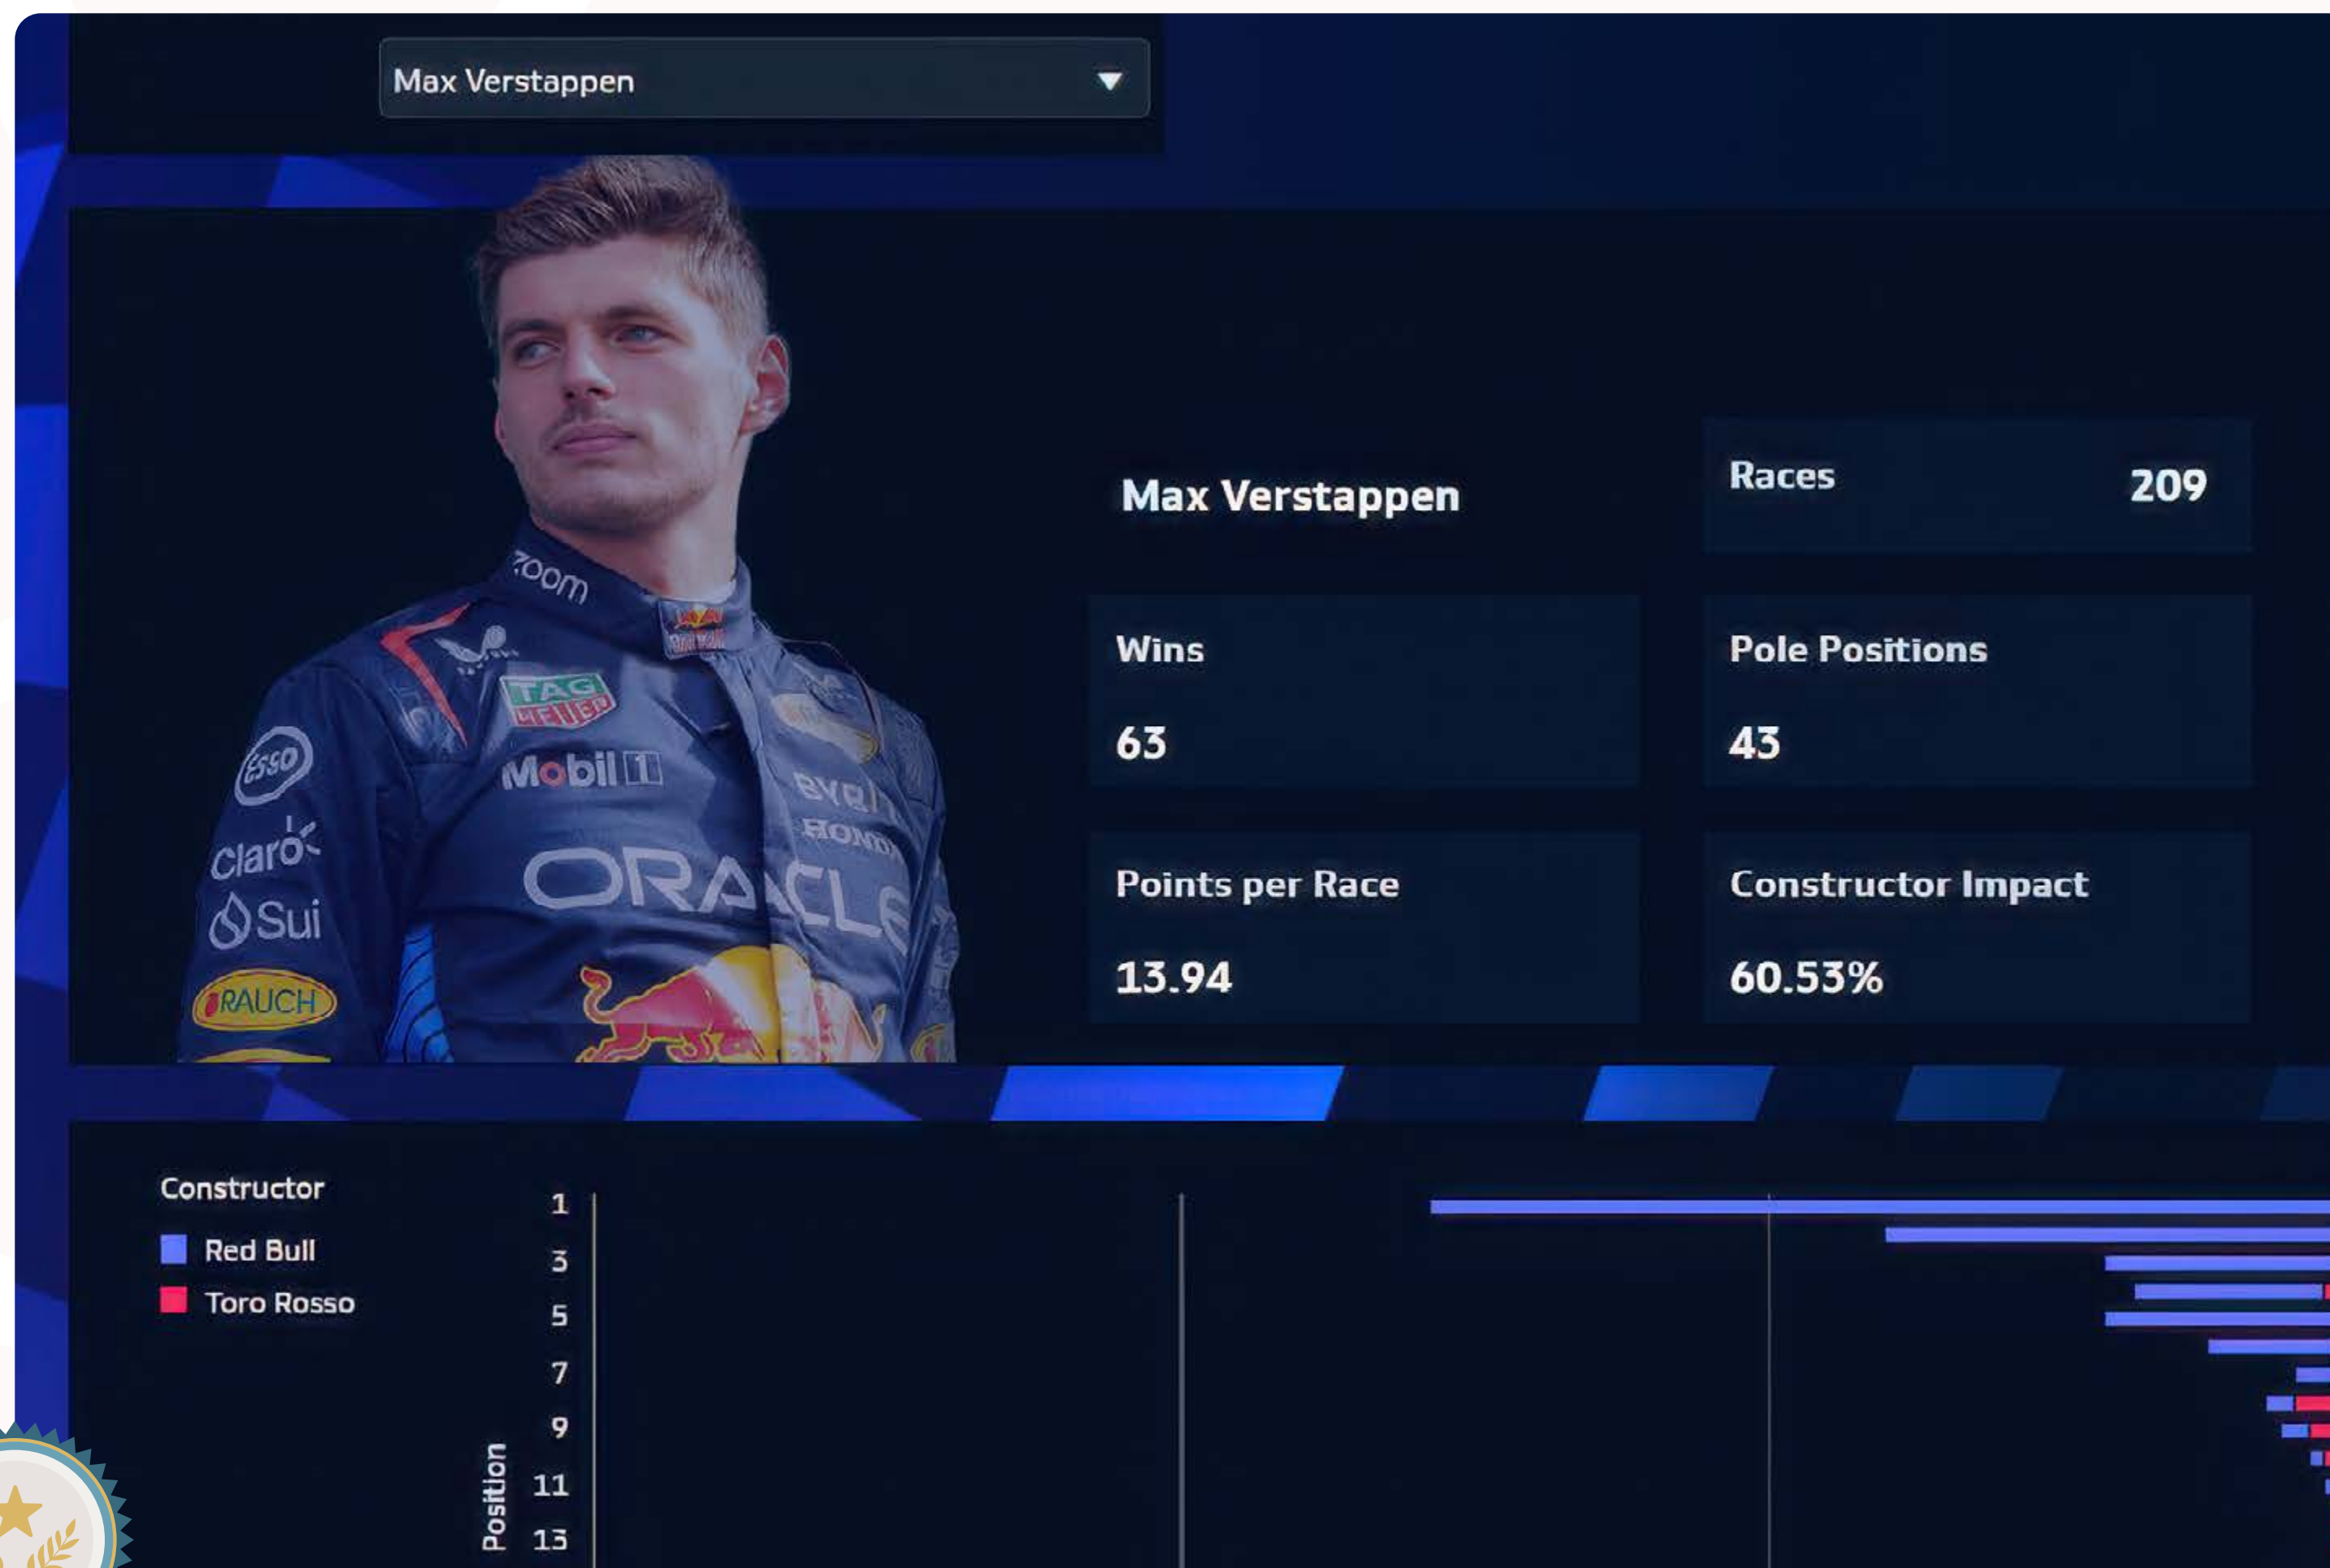 Max Verstappen
Max Verstappen
Races
209
Wins
63
Pole Positions
43
Points per Race
13.94
Constructor Impact
60.53%
zoom
TAG
HEUER
Mobil 1
HONDA
ORACLE
Esso
Claro
Sui
RAUCH
Constructor
Red Bull
Toro Rosso
Position
1
3
5
7
9
11
13